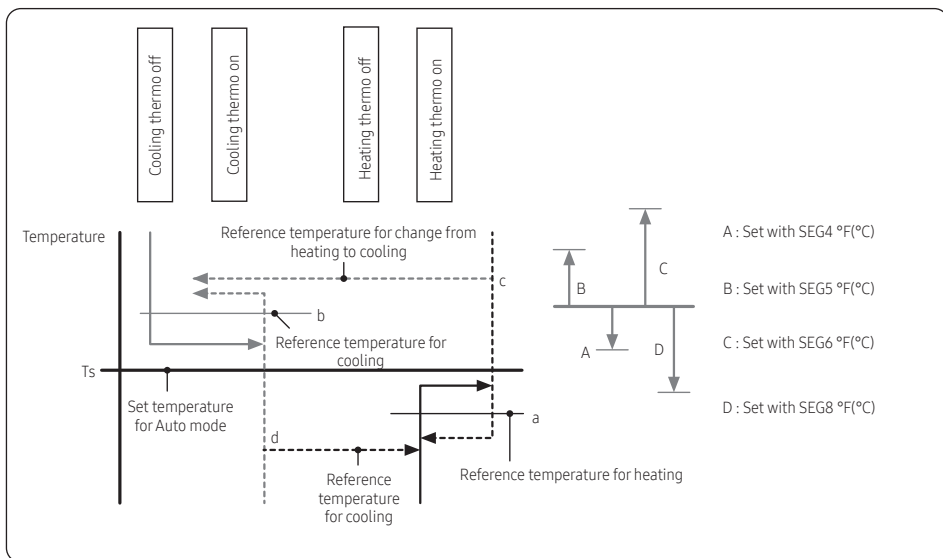 Cooling thermo off
Cooling thermo on
Heating thermo off
Heating thermo on
Temperature
Reference temperature for change from
heating to cooling
c
b
Reference temperature for
cooling
Ts
Set temperature
for Auto mode
a
d
Reference temperature for heating
Reference
temperature
for cooling
B
C
A
D
A : Set with SEG4 °F(°C)
B : Set with SEG5 °F(°C)
C : Set with SEG6 °F(°C)
D : Set with SEG8 °F(°C)